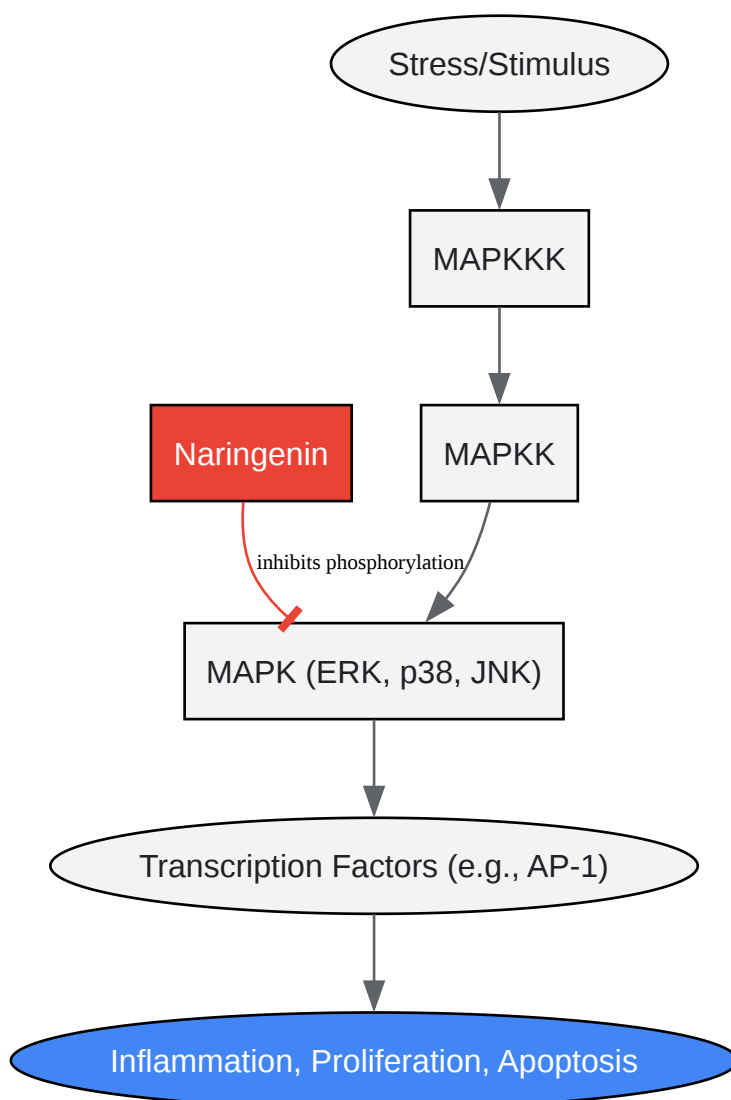 Stress/Stimulus
MAPKKK
Naringenin
MAPKK
inhibits phosphorylation
MAPK (ERK, p38, JNK)
Transcription Factors (e.g., AP-1)
Inflammation, Proliferation, Apoptosis